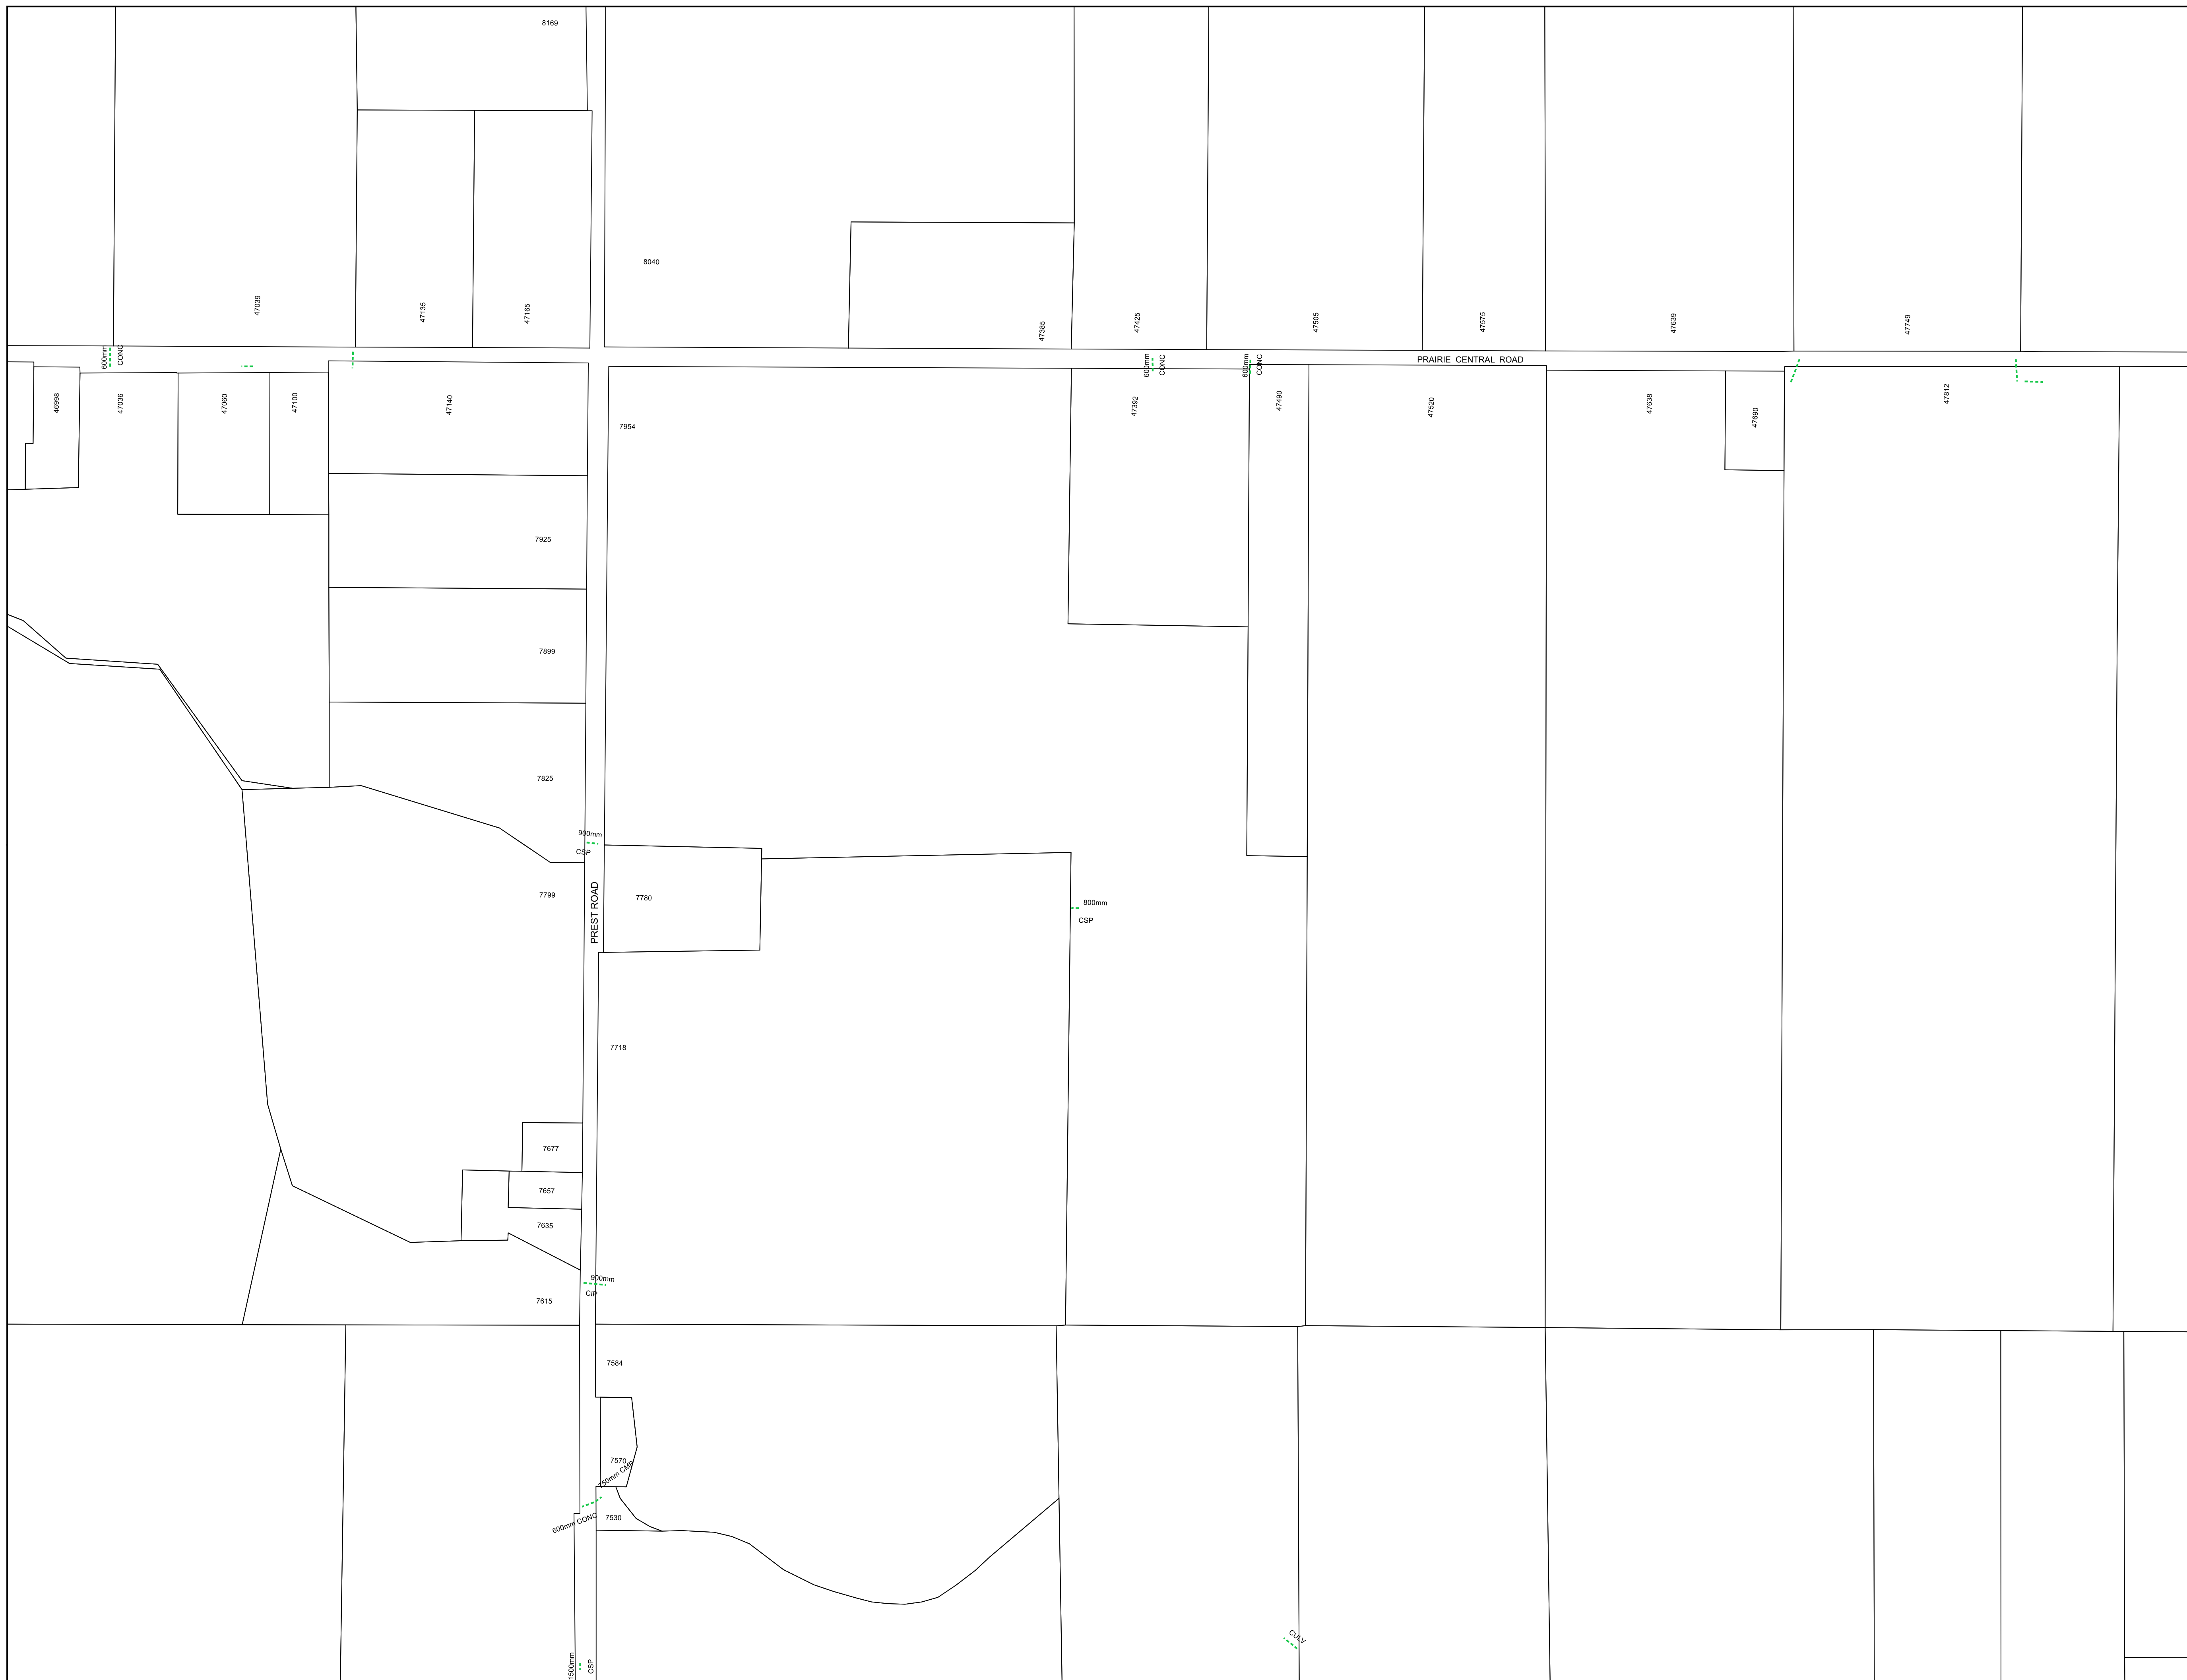 8169
8040
47039
47135
47165
47385
47425
47505
47575
47639
47749
600mm
CONC
600mm
CONC
600mm
CONC
PRAIRIE CENTRAL ROAD
46998
47036
47060
47100
47140
7954
47392
47490
47520
47638
47690
47812
7925
7899
7825
900mm
CSP
7799
PREST ROAD
7780
800mm
CSP
7718
7677
7657
7635
900mm
CIP
7615
7584
7570
750mm CMP
600mm CONC
7530
CULV
1500mm
CSP